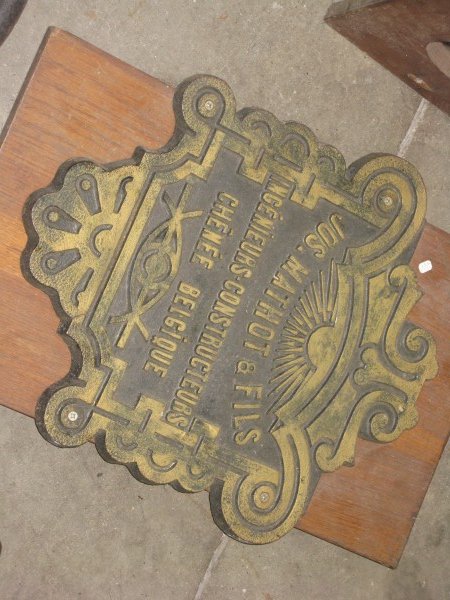 JOS. MATHOT & FILS
INGÉNIEURS-CONSTRUCTEURS
CHÊNÉE BELGIQUE